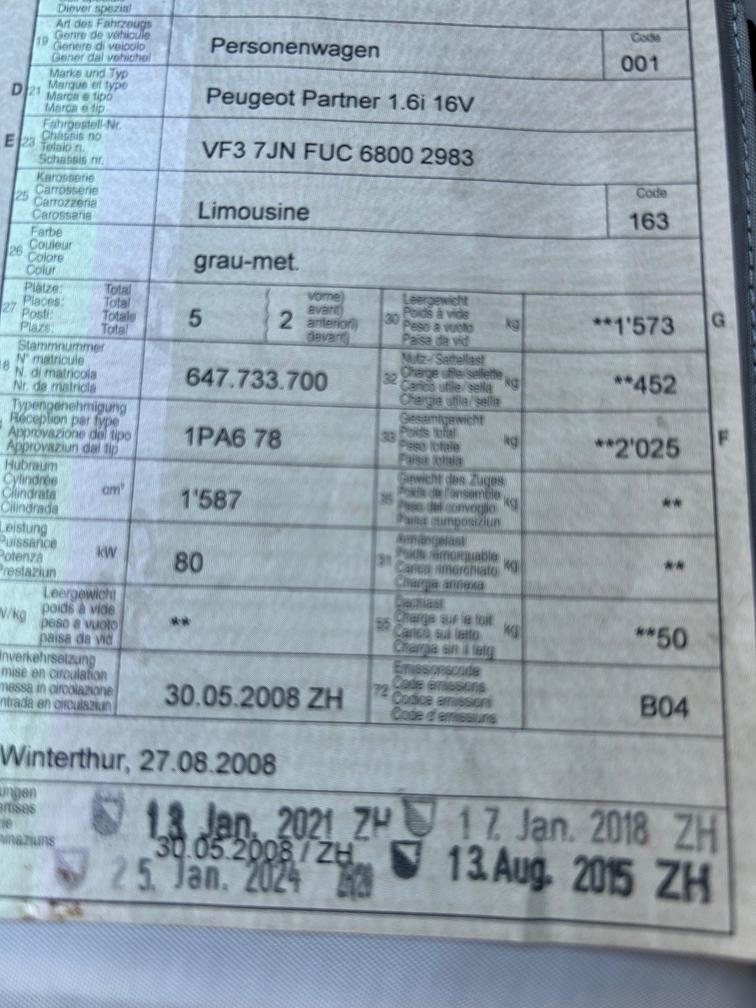 Diever spezial
19 Art des Fahrzeugs
Genre de véhicule
Genere di veicolo
Gener dal vehichel
Personenwagen
Code
001
D 21 Marke und Typ
Marque et type
Marca e tipo
Marca e tip
Peugeot Partner 1.6i 16V
E 23 Fahrgestell-Nr.
Châssis no
Telaio n.
Schassis nr.
VF3 7JN FUC 6800 2983
25 Karosserie
Carrosserie
Carrozzeria
Carossaria
Limousine
Code
163
26 Farbe
Couleur
Colore
Colur
grau-met.
27 Plätze: Total
Places: Total
Posti: Totale
Plazs: Total
5
2
vorne)
avant)
anteriori)
davant)
30 Leergewicht
Poids à vide
Peso a vuoto
Paisa da vid
kg
**1'573
G
Stammnummer
N° matricule
N. di matricola
Nr. da matricla
647.733.700
32 Nutz-/Sattellast
Charge utile/sellette
Carico utile/sella
Chargia utila/sella
kg
**452
Typengenehmigung
Réception par type
Approvazione del tipo
Approvaziun dal tip
1PA6 78
33 Gesamtgewicht
Poids total
Peso totale
Paisa totala
kg
**2'025
F
Hubraum
Cylindrée
Cilindrata
Cilindrada
cm³
1'587
35 Gewicht des Zuges
Poids de l'ensemble
Peso del convoglio
Paisa cumposiziun
kg
**
Leistung
Puissance
Potenza
Prestaziun
kW
80
31 Anhängelast
Poids remorquable
Carico rimorchiato
Chargia annexa
kg
**
Leergewicht
poids à vide
peso a vuoto
paisa da vid
/kg
**
55 Dachlast
Charge sur le toit
Carico sul tetto
Chargia sin il tetg
kg
**50
Inverkehrsetzung
mise en circulation
messa in circolazione
ntrada en circulaziun
30.05.2008 ZH
72 Emissionscode
Code émissions
Codice emissioni
Code d'emissiuns
B04
Winterthur, 27.08.2008
13. Jan. 2021 ZH
17. Jan. 2018 ZH
30.05.2008 / ZH
25. Jan. 2024
13. Aug. 2015 ZH